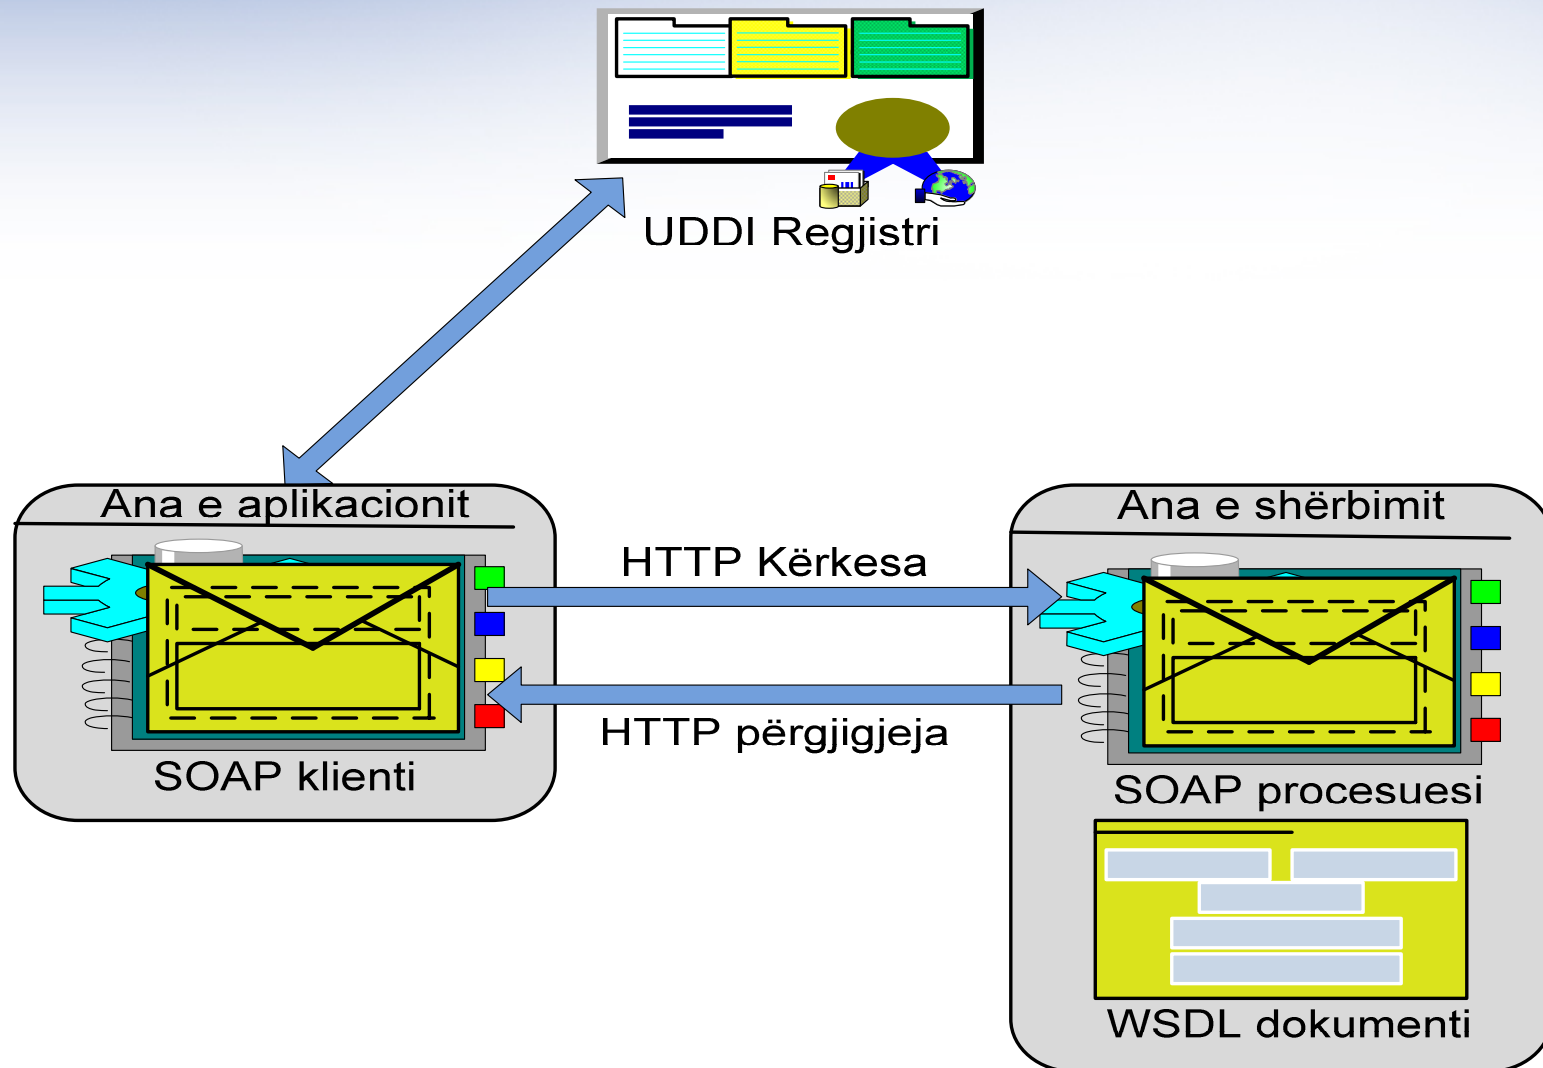 UDDI Regjistri
Ana e aplikacionit
Ana e shërbimit
HTTP Kërkesa
HTTP përgjigjeja
SOAP klienti
SOAP procesuesi
WSDL dokumenti